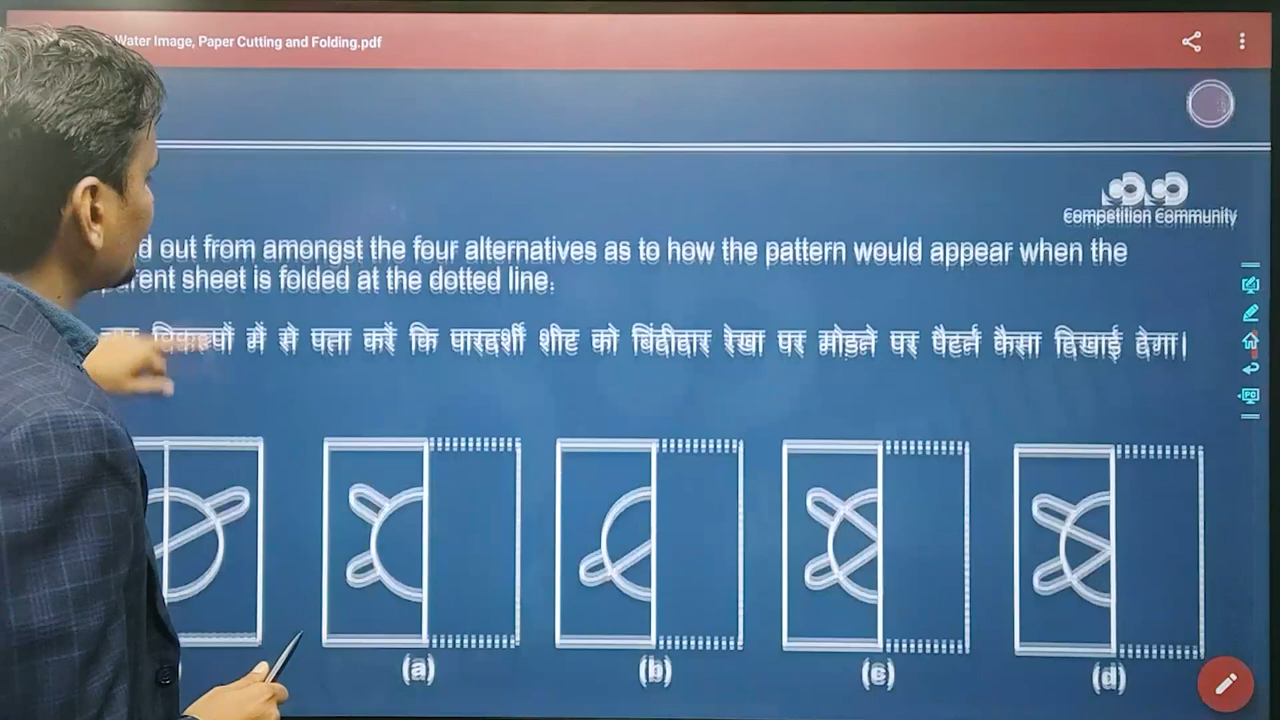 Water Image, Paper Cutting and Folding.pdf
Competition Community
out from amongst the four alternatives as to how the pattern would appear when the
sheet is folded at the dotted line.
विकल्पों में से पता करें कि पारदर्शी शीट को बिंदीदार रेखा पर मोड़ने पर पैटर्न कैसा दिखाई देगा।
(a) (b) (c) (d)